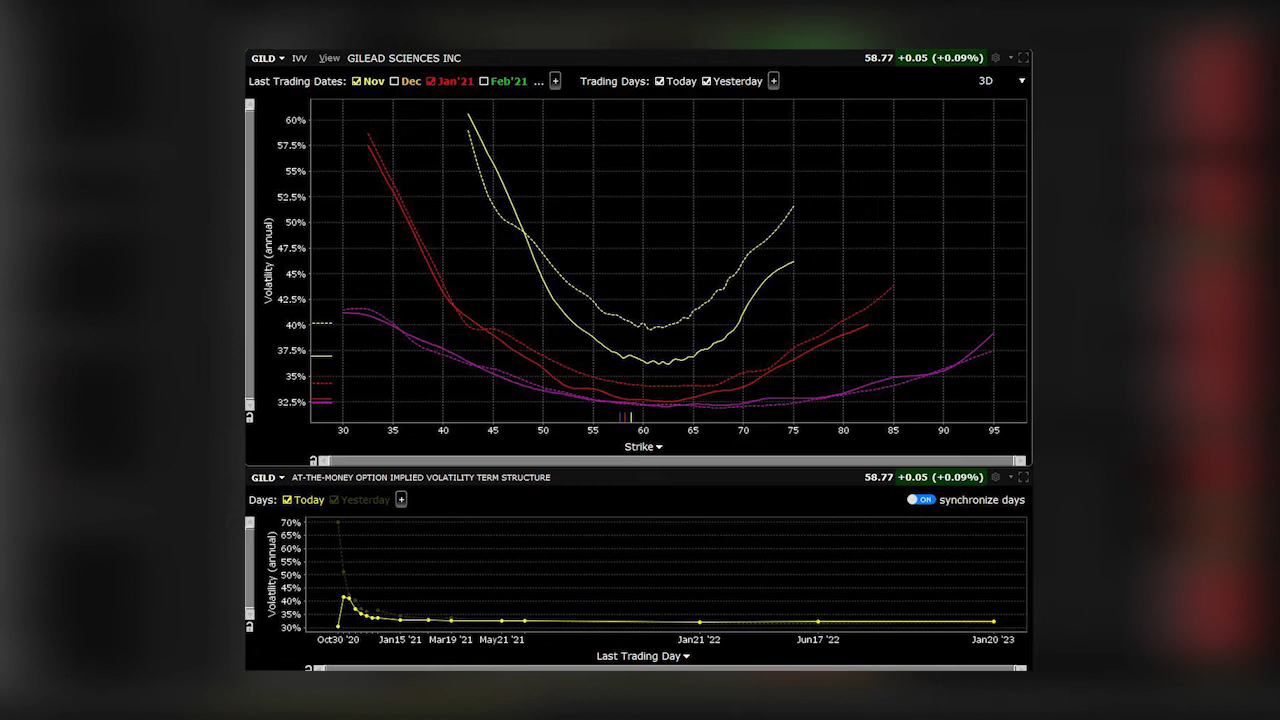 GILD IVV View GILEAD SCIENCES INC 58.77 +0.05 (+0.09%)
Last Trading Dates: Nov Dec Jan'21 Feb'21 ... + Trading Days: Today Yesterday + 3D
60%
57.5%
55%
52.5%
50%
47.5%
45%
42.5%
40%
37.5%
35%
32.5%
Volatility (annual)
30 35 40 45 50 55 60 65 70 75 80 85 90 95
Strike
GILD AT-THE-MONEY OPTION IMPLIED VOLATILITY TERM STRUCTURE 58.77 +0.05 (+0.09%)
Days: Today Yesterday + ON synchronize days
70%
65%
60%
55%
50%
45%
40%
35%
30%
Volatility (annual)
Oct30 '20 Jan15 '21 Mar19 '21 May21 '21 Jan21 '22 Jun17 '22 Jan20 '23
Last Trading Day